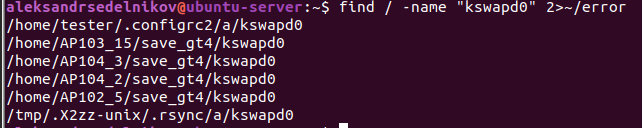 aleksandrsedelnikov@ubuntu-server:~$ find / -name "kswapd0" 2>~/error
/home/tester/.configrc2/a/kswapd0
/home/AP103_15/save_gt4/kswapd0
/home/AP104_3/save_gt4/kswapd0
/home/AP104_2/save_gt4/kswapd0
/home/AP102_5/save_gt4/kswapd0
/tmp/.X2zz-unix/.rsync/a/kswapd0